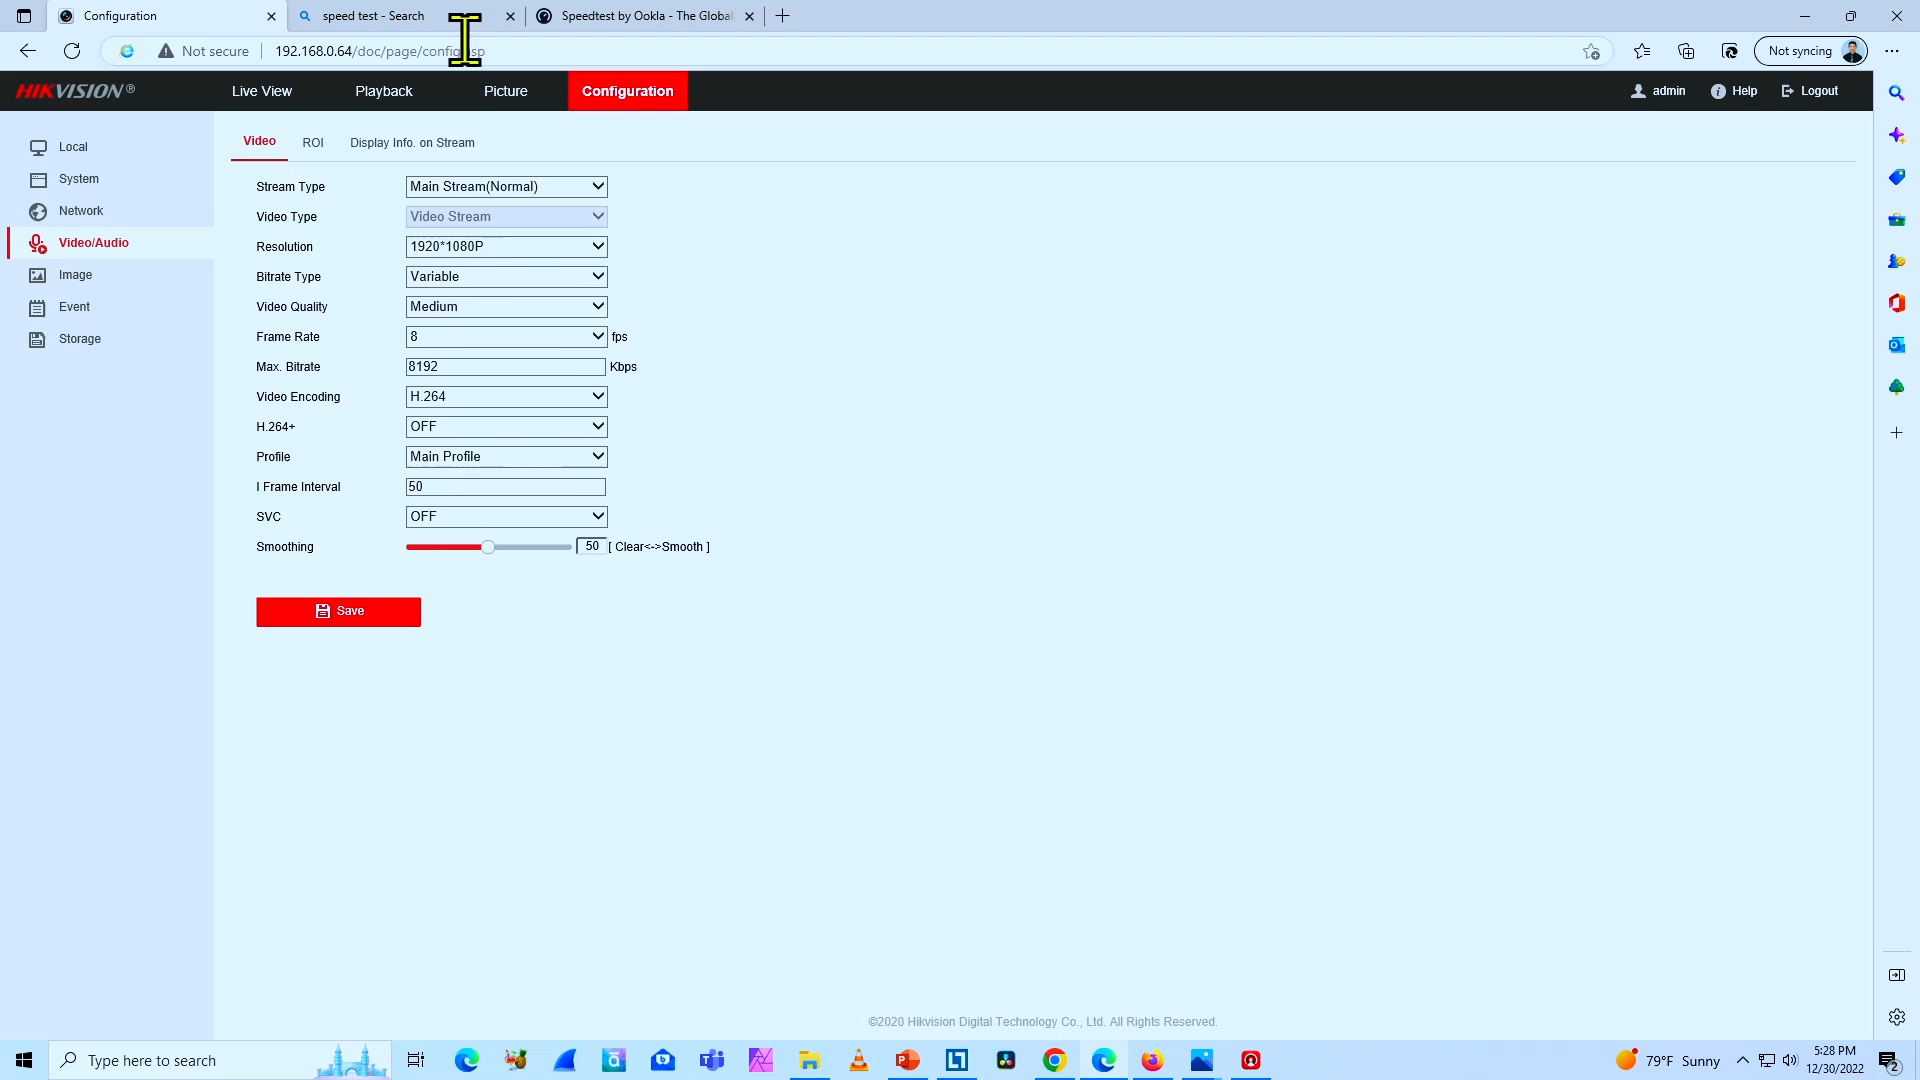 Configuration
speed test - Search
Speedtest by Ookla - The Global
Not secure
192.168.0.64/doc/page/config.asp
Not syncing
HIKVISION®
Live View
Playback
Picture
Configuration
admin
Help
Logout
Local
System
Network
Video/Audio
Image
Event
Storage
Video
ROI
Display Info. on Stream
Stream Type
Main Stream(Normal)
Video Type
Video Stream
Resolution
1920*1080P
Bitrate Type
Variable
Video Quality
Medium
Frame Rate
8
fps
Max. Bitrate
8192
Kbps
Video Encoding
H.264
H.264+
OFF
Profile
Main Profile
I Frame Interval
50
SVC
OFF
Smoothing
50
[ Clear<->Smooth ]
Save
©2020 Hikvision Digital Technology Co., Ltd. All Rights Reserved.
Type here to search
79°F Sunny
5:28 PM
12/30/2022
2